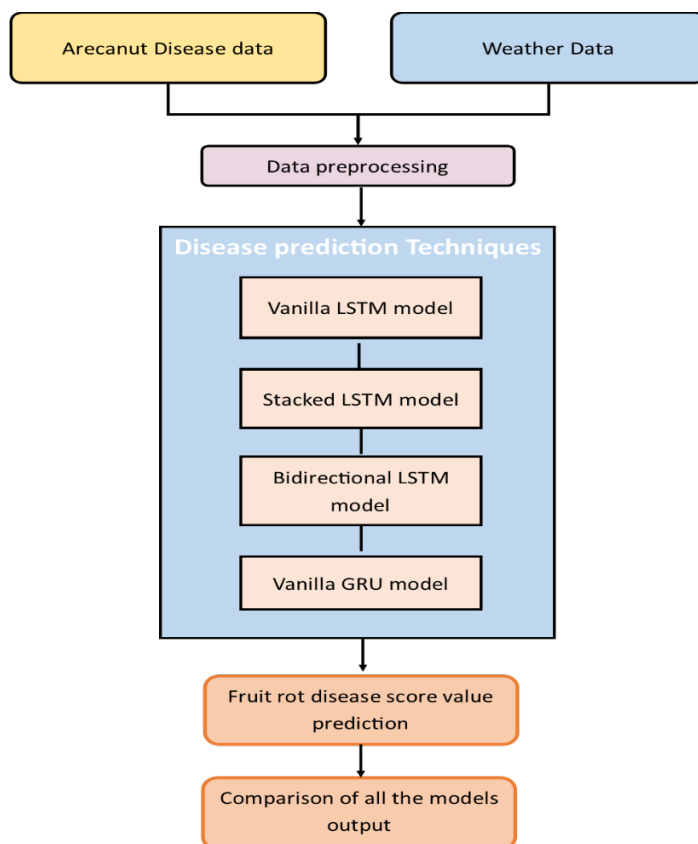 Arecanut Disease data
Weather Data
Data preprocessing
Disease prediction Techniques
Vanilla LSTM model
Stacked LSTM model
Bidirectional LSTM
model
Vanilla GRU model
Fruit rot disease score value
prediction
Comparison of all the models
output